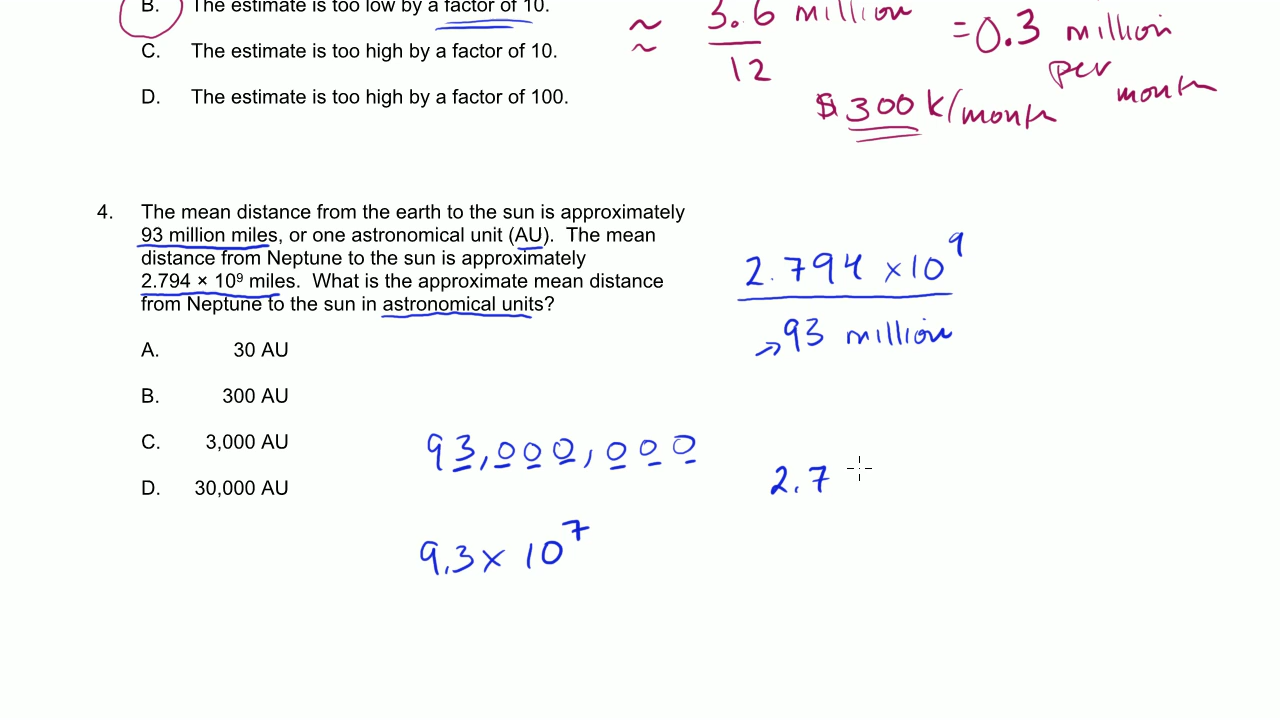 B. The estimate is too low by a factor of 10.
C. The estimate is too high by a factor of 10.
D. The estimate is too high by a factor of 100.
≈ 3.6 million
12
= 0.3 million
per
month
$300 K/month
4. The mean distance from the earth to the sun is approximately
93 million miles, or one astronomical unit (AU). The mean
distance from Neptune to the sun is approximately
2.794 × 10⁹ miles. What is the approximate mean distance
from Neptune to the sun in astronomical units?
A. 30 AU
B. 300 AU
C. 3,000 AU
D. 30,000 AU
2.794 × 10⁹
→ 93 million
93,000,000
9.3 × 10⁷
2.7